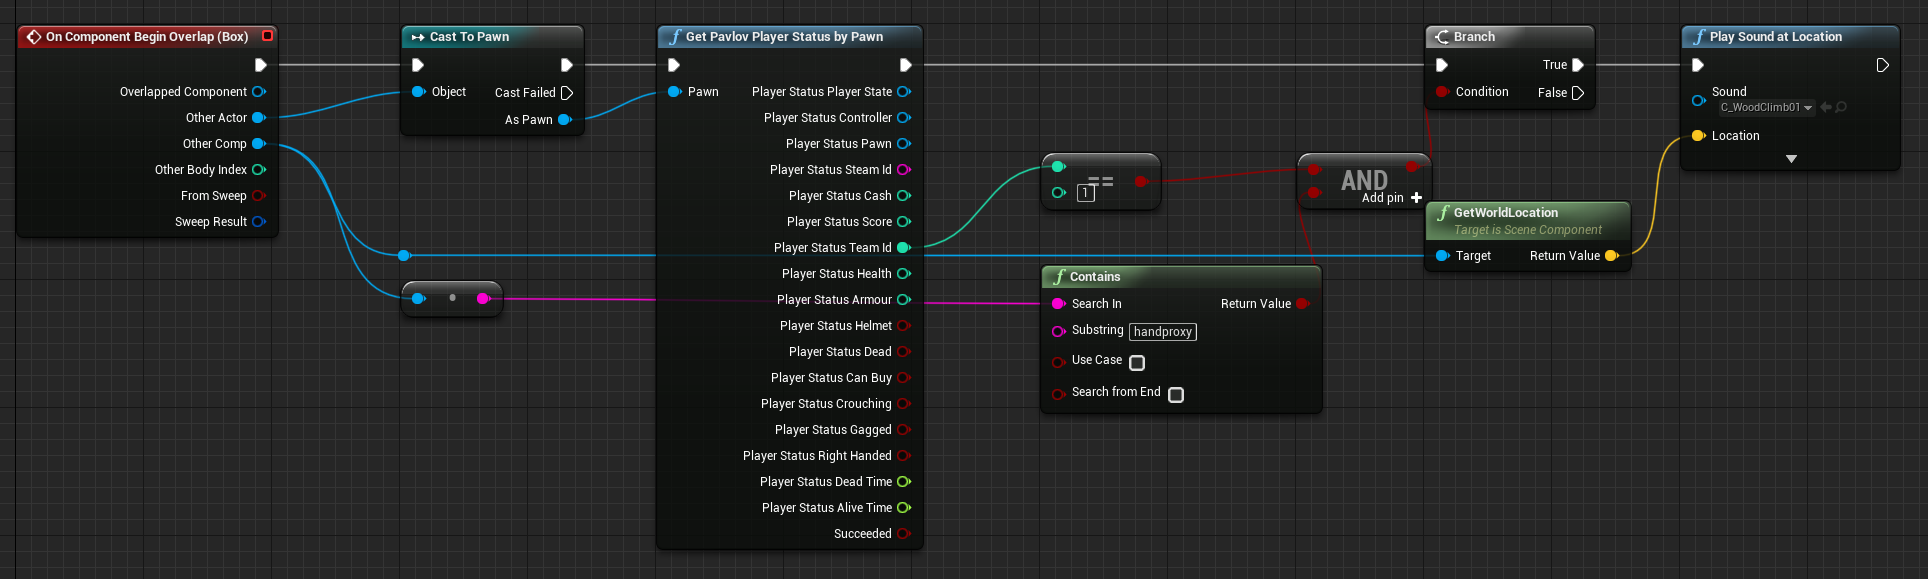 On Component Begin Overlap (Box)
Overlapped Component
Other Actor
Other Comp
Other Body Index
From Sweep
Sweep Result
Cast To Pawn
Object
Cast Failed
As Pawn
Get Pavlov Player Status by Pawn
Pawn
Player Status Player State
Player Status Controller
Player Status Pawn
Player Status Steam Id
Player Status Cash
Player Status Score
Player Status Team Id
Player Status Health
Player Status Armour
Player Status Helmet
Player Status Dead
Player Status Can Buy
Player Status Crouching
Player Status Gagged
Player Status Right Handed
Player Status Dead Time
Player Status Alive Time
Succeeded
==
1
Contains
Search In
Return Value
Substring handproxy
Use Case
Search from End
AND
Add pin
Branch
True
Condition
False
GetWorldLocation
Target is Scene Component
Target
Return Value
Play Sound at Location
Sound
C_WoodClimb01
Location